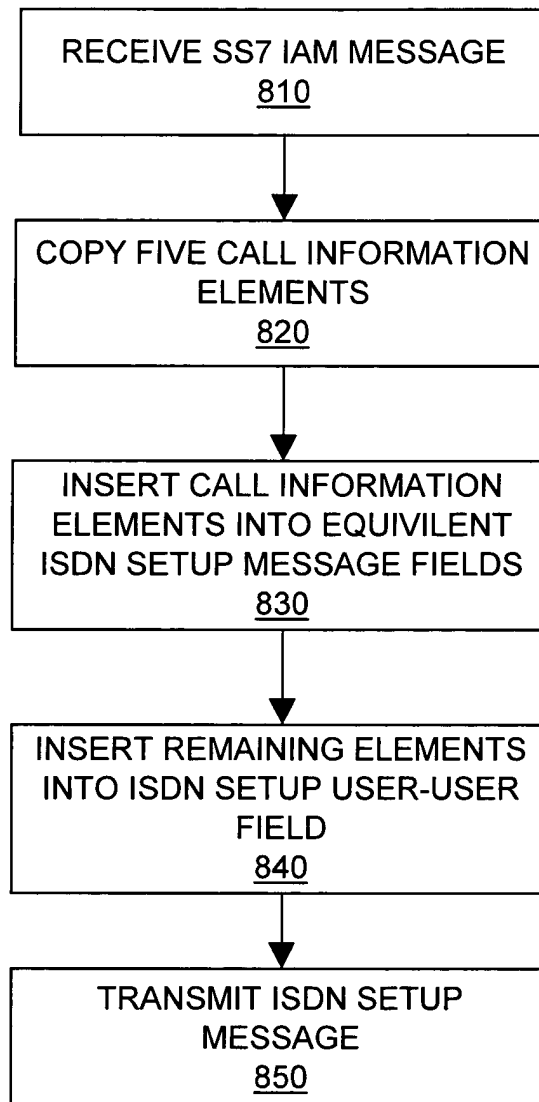 RECEIVE SS7 IAM MESSAGE
810
COPY FIVE CALL INFORMATION
ELEMENTS
820
INSERT CALL INFORMATION
ELEMENTS INTO EQUIVILENT
ISDN SETUP MESSAGE FIELDS
830
INSERT REMAINING ELEMENTS
INTO ISDN SETUP USER-USER
FIELD
840
TRANSMIT ISDN SETUP
MESSAGE
850